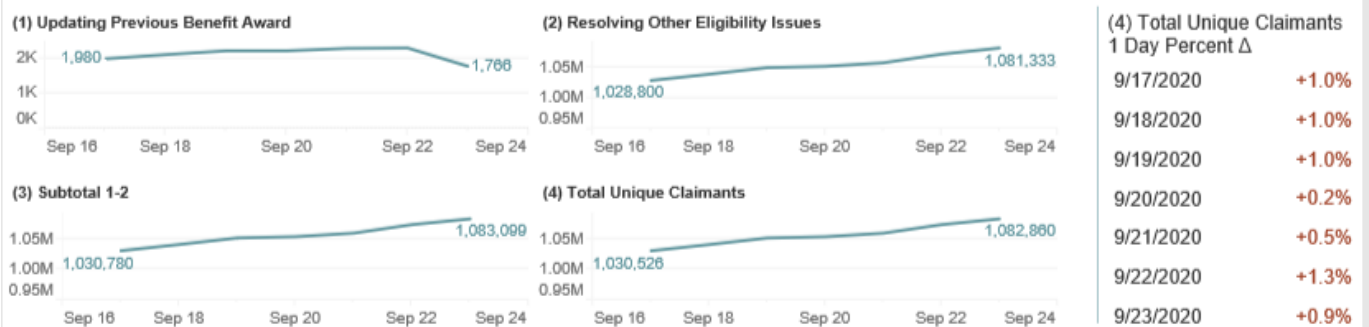 (1) Updating Previous Benefit Award
2K
1K
0K
1,980
1,766
Sep 16 Sep 18 Sep 20 Sep 22 Sep 24
(2) Resolving Other Eligibility Issues
1.05M
1.00M
0.95M
1,028,800
1,081,333
Sep 16 Sep 18 Sep 20 Sep 22 Sep 24
(3) Subtotal 1-2
1.05M
1.00M
0.95M
1,030,780
1,083,099
Sep 16 Sep 18 Sep 20 Sep 22 Sep 24
(4) Total Unique Claimants
1.05M
1.00M
0.95M
1,030,526
1,082,860
Sep 16 Sep 18 Sep 20 Sep 22 Sep 24
(4) Total Unique Claimants
1 Day Percent Δ
9/17/2020 +1.0%
9/18/2020 +1.0%
9/19/2020 +1.0%
9/20/2020 +0.2%
9/21/2020 +0.5%
9/22/2020 +1.3%
9/23/2020 +0.9%